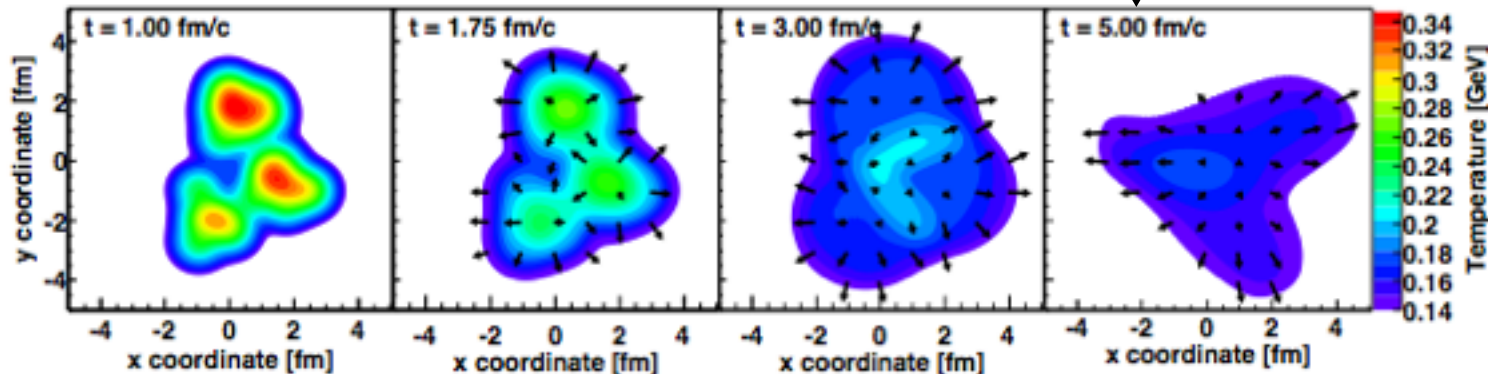 t = 1.00 fm/c
t = 1.75 fm/c
t = 3.00 fm/c
t = 5.00 fm/c
y coordinate [fm]
4
2
0
-2
-4
-4 -2 0 2 4
x coordinate [fm]
-4 -2 0 2 4
x coordinate [fm]
-4 -2 0 2 4
x coordinate [fm]
-4 -2 0 2 4
x coordinate [fm]
0.34
0.32
0.3
0.28
0.26
0.24
0.22
0.2
0.18
0.16
0.14
Temperature [GeV]